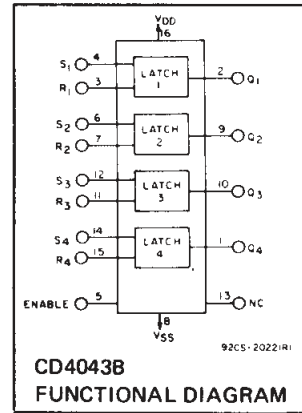 VDD
16
S1 4
R1 3
LATCH
1
2 Q1
S2 6
R2 7
LATCH
2
9 Q2
S3 12
R3 11
LATCH
3
10 Q3
S4 14
R4 15
LATCH
4
1 Q4
ENABLE 5
13 NC
8
VSS
92CS-20221R1
CD4043B
FUNCTIONAL DIAGRAM